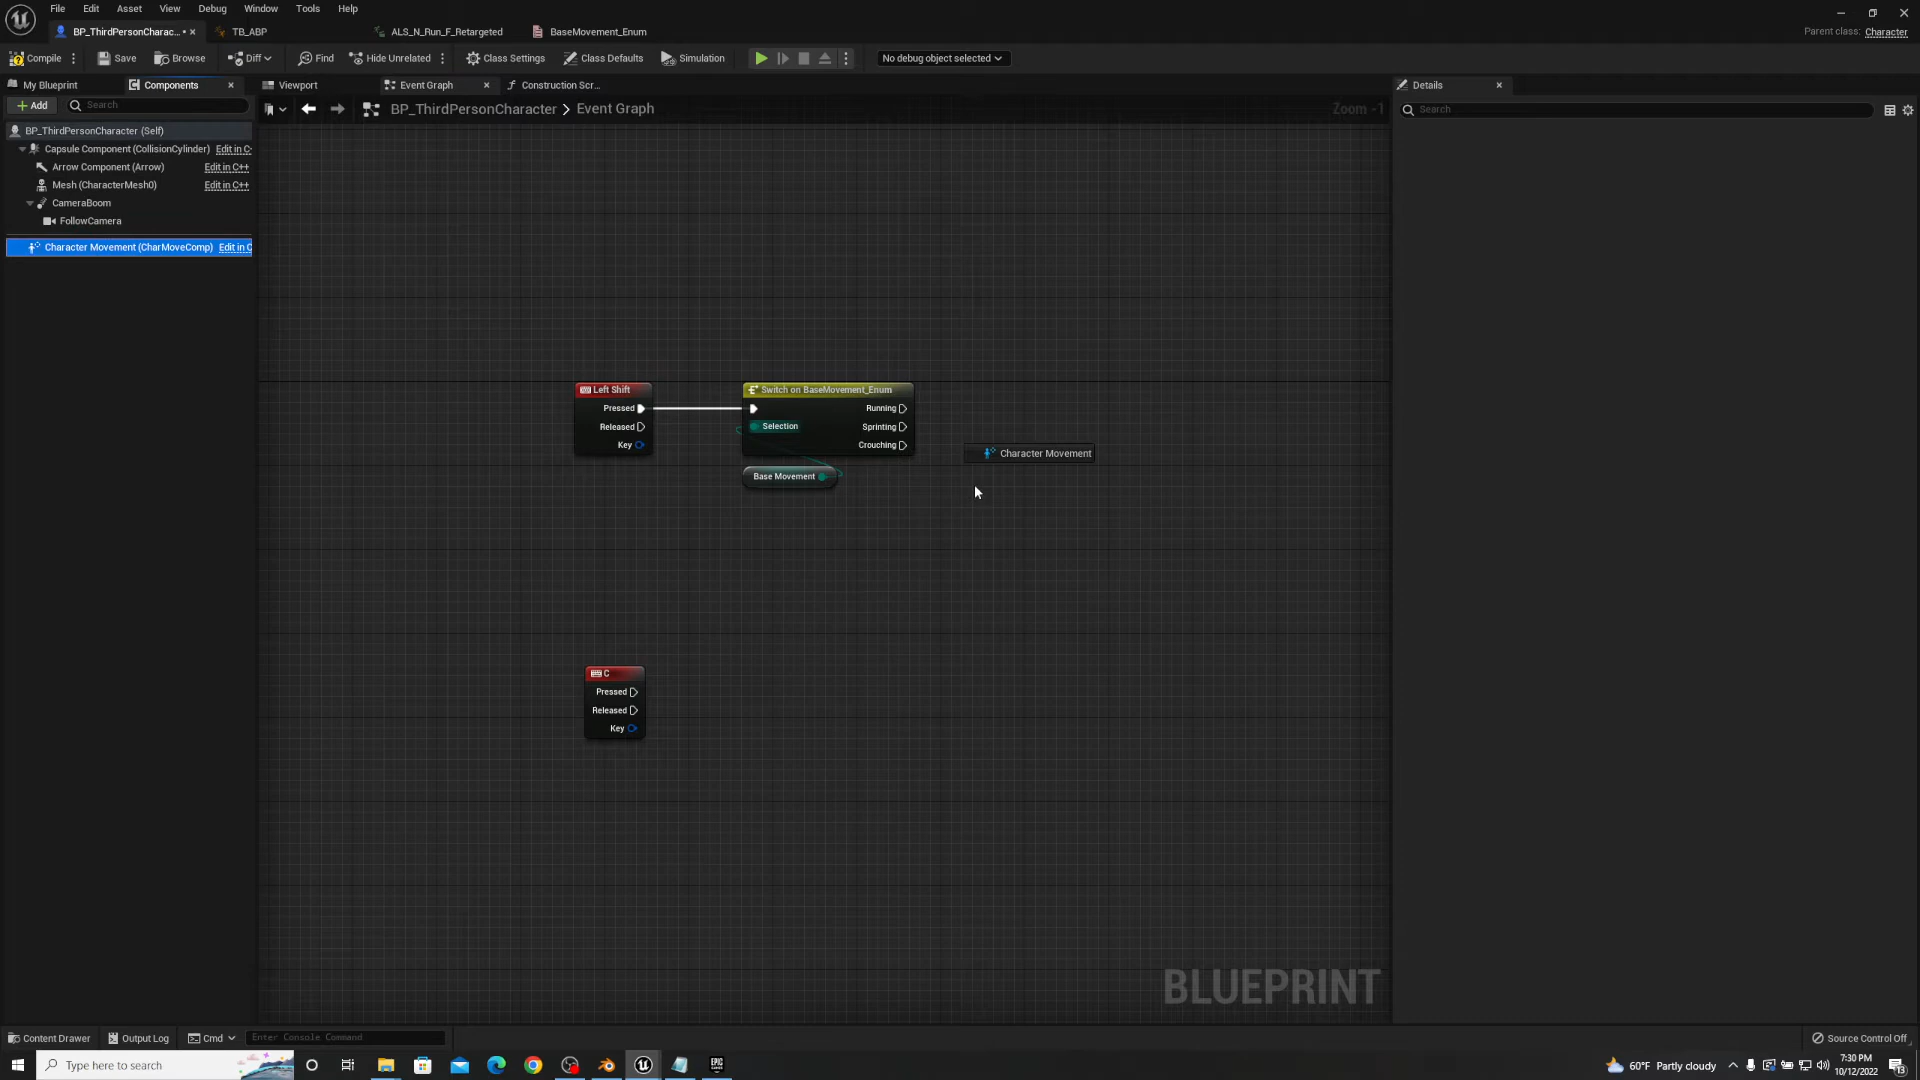 File Edit Asset View Window Debug Tools Help
BP_ThirdPersonCharac... • TB_ABP ALS_N_Run_F_Retargeted BaseMovement_Enum Parent class: Character
Compile Save Browse Diff Find Hide Unrelated Class Settings Class Defaults Simulation No debug object selected
My Blueprint Components Viewport Event Graph Construction Scr... Details
Add Search BP_ThirdPersonCharacter > Event Graph Zoom -1 Search
BP_ThirdPersonCharacter (Self)
Capsule Component (CollisionCylinder) Edit in C
Arrow Component (Arrow) Edit in C++
Mesh (CharacterMesh0) Edit in C++
CameraBoom
FollowCamera
Character Movement (CharMoveComp) Edit in C
Left Shift Switch on BaseMovement_Enum
Pressed Running
Released Selection Sprinting
Key Crouching
Character Movement
Base Movement
C
Pressed
Released
Key
BLUEPRINT
Content Drawer Output Log Cmd Enter Console Command Source Control Off
Type here to search EPIC GAMES 60°F Partly cloudy 7:30 PM
10/12/2022 13